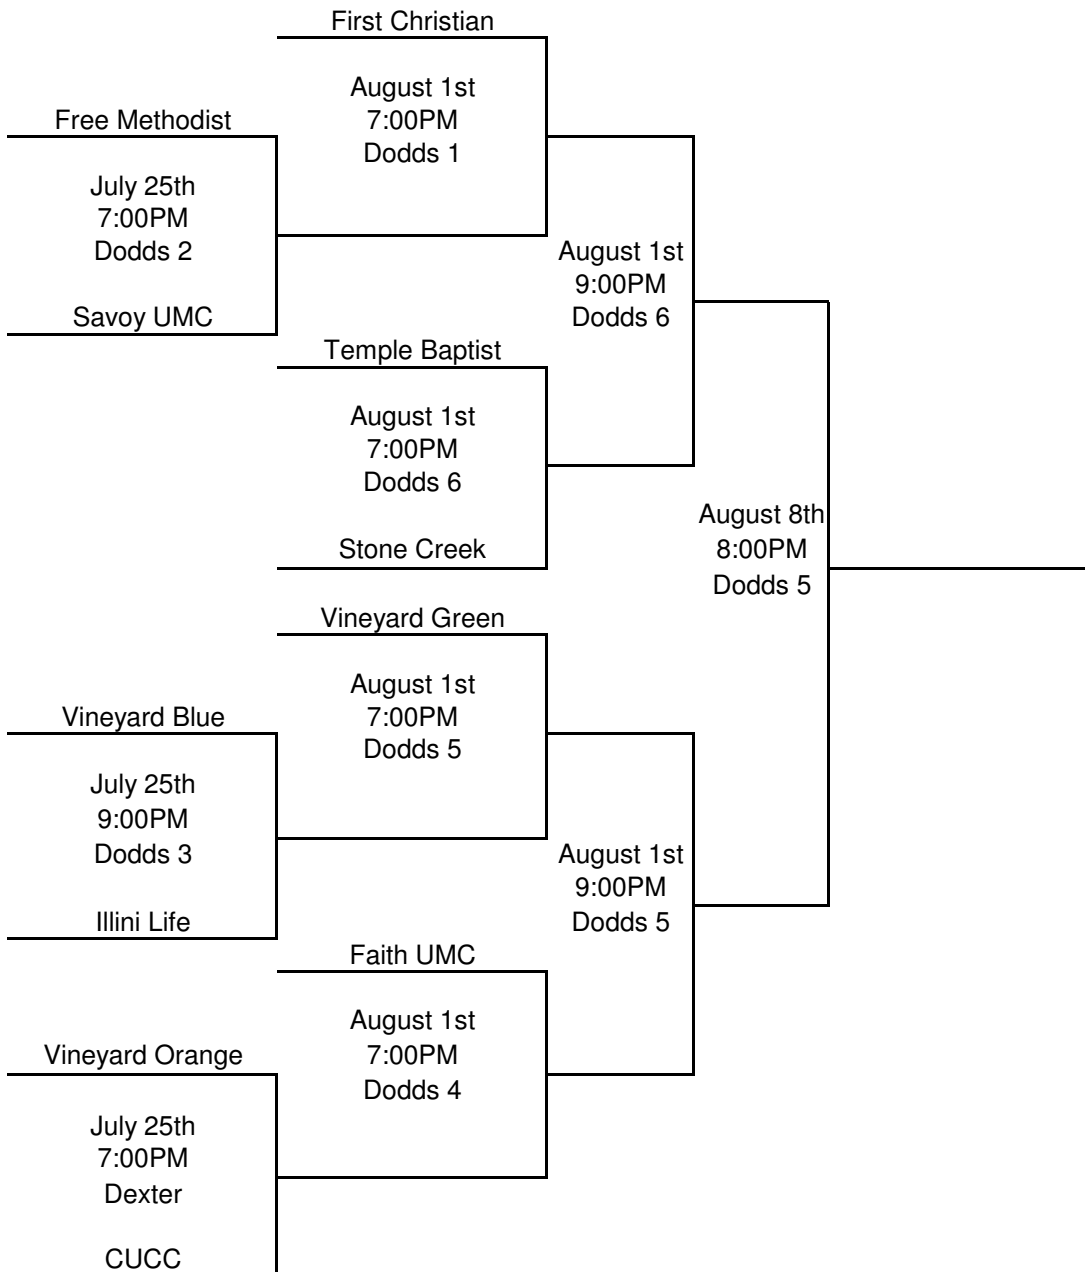 First Christian
August 1st
7:00PM
Dodds 1
Free Methodist
July 25th
7:00PM
Dodds 2
Savoy UMC
August 1st
9:00PM
Dodds 6
Temple Baptist
August 1st
7:00PM
Dodds 6
Stone Creek
August 8th
8:00PM
Dodds 5
Vineyard Green
August 1st
7:00PM
Dodds 5
Vineyard Blue
July 25th
9:00PM
Dodds 3
Illini Life
August 1st
9:00PM
Dodds 5
Faith UMC
August 1st
7:00PM
Dodds 4
Vineyard Orange
July 25th
7:00PM
Dexter
CUCC